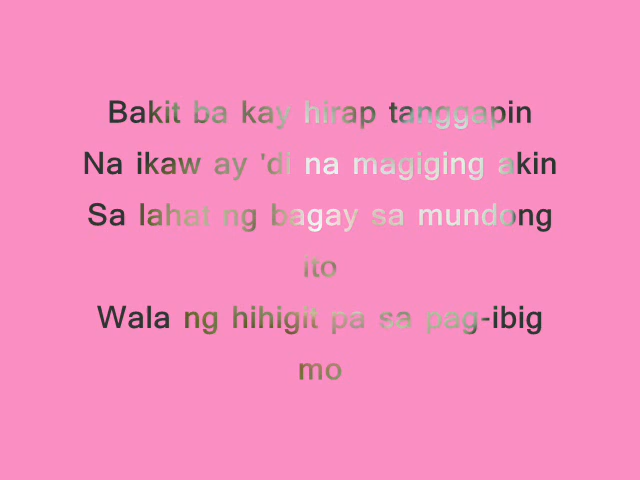 Bakit ba kay hirap tanggapin
Na ikaw ay 'di na magiging akin
Sa lahat ng bagay sa mundong
ito
Wala ng hihigit pa sa pag-ibig
mo